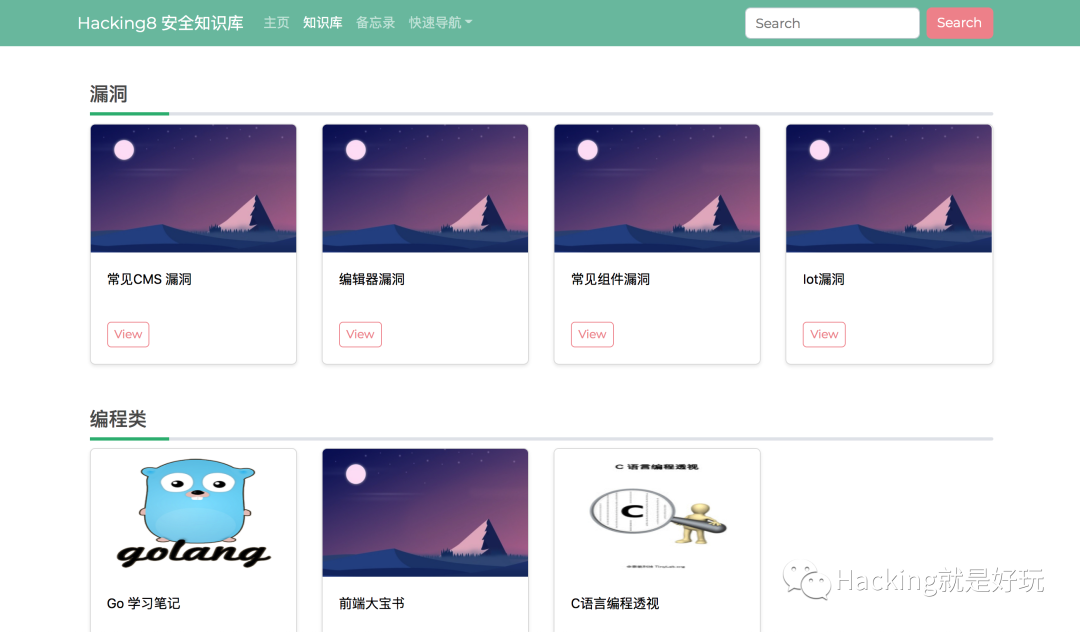 Hacking8 安全知识库 主页 知识库 备忘录 快速导航 Search Search
漏洞
常见CMS 漏洞 编辑器漏洞 常见组件漏洞 Iot漏洞
View View View View
编程类
C 语言编程透视
C
golang
Hacking就是好玩
Go 学习笔记 前端大宝书 C语言编程透视